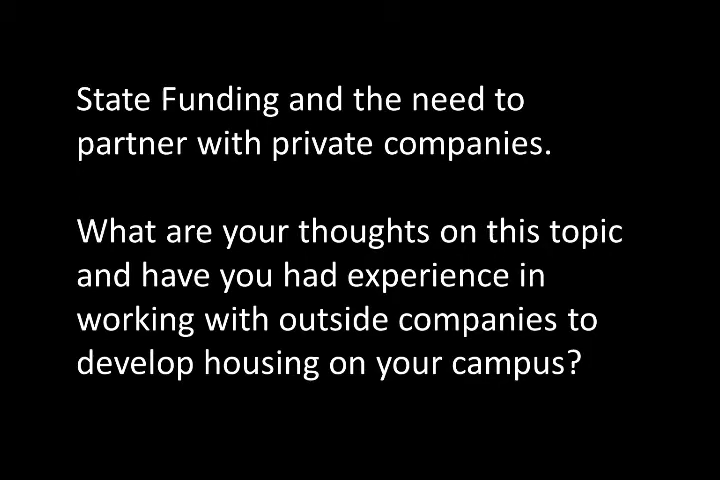 State Funding and the need to
partner with private companies.
What are your thoughts on this topic
and have you had experience in
working with outside companies to
develop housing on your campus?